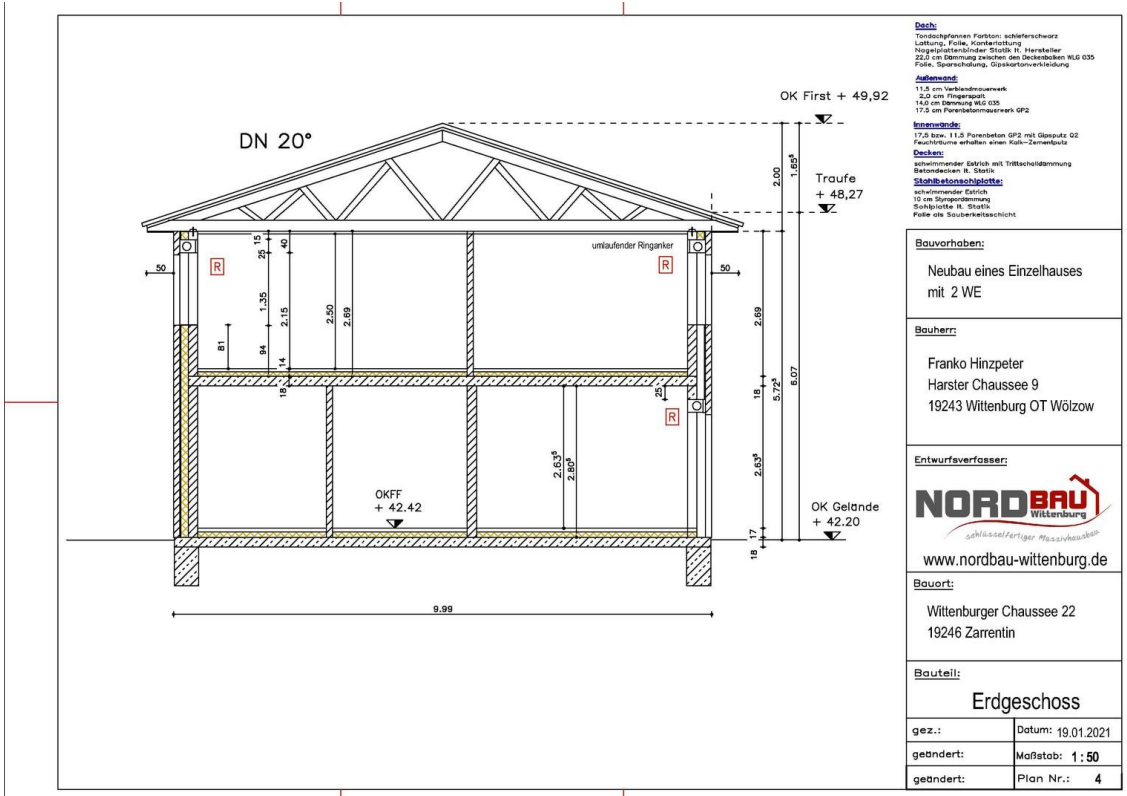 Dach:
Tondachpfannen Farbton: schieferschwarz
Lattung, Folie, Konterlattung
Nagelplattenbinder Statik lt. Hersteller
22,0 cm Dämmung zwischen den Deckenbalken WLG 035
Folie, Sparschalung, Gipskartonverkleidung
Außenwand:
11,5 cm Verblendmauerwerk
2,0 cm Fingerspalt
14,0 cm Dämmung WLG 035
17,5 cm Porenbetonmauerwerk GP2
Innenwände:
17,5 bzw. 11,5 Porenbeton GP2 mit Gipsputz Q2
Feuchträume erhalten einen Kalk-Zementputz
Decken:
schwimmender Estrich mit Trittschalldämmung
Betondecken lt. Statik
Stahlbetonsohlplatte:
schwimmender Estrich
10 cm Styropordämmung
Sohlplatte lt. Statik
Folie als Sauberkeitsschicht
DN 20°
OK First + 49,92
Traufe
+ 48,27
2.00
1.65⁵
umlaufender Ringanker
R
R
50
50
15
40
25
1.35
2.15
2.50
2.69
2.69
81
94
14
18
5.72⁵
6.07
18
25
R
2.63⁵
2.80⁵
2.63⁵
OKFF
+ 42.42
OK Gelände
+ 42.20
17
18
9.99
Bauvorhaben:
Neubau eines Einzelhauses
mit 2 WE
Bauherr:
Franko Hinzpeter
Harster Chaussee 9
19243 Wittenburg OT Wölzow
Entwurfsverfasser:
NORDBAU
Wittenburg
schlüsselfertiger Massivhausbau
www.nordbau-wittenburg.de
Bauort:
Wittenburger Chaussee 22
19246 Zarrentin
Bauteil:
Erdgeschoss
gez.:
Datum: 19.01.2021
geändert:
Maßstab: 1 : 50
geändert:
Plan Nr.: 4